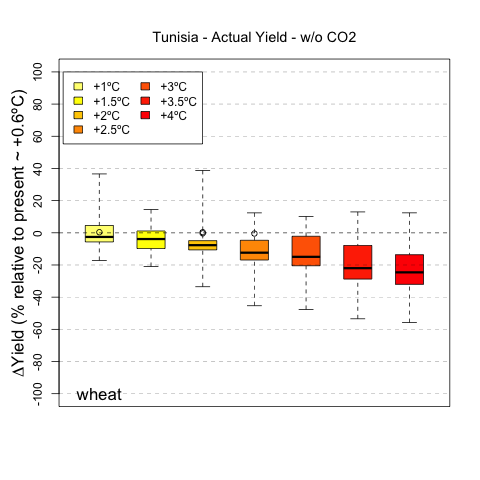 Tunisia - Actual Yield - w/o CO2
ΔYield (% relative to present ~ +0.6ºC)
100
80
60
40
20
0
-20
-40
-60
-80
-100
+1ºC
+1.5ºC
+2ºC
+2.5ºC
+3ºC
+3.5ºC
+4ºC
wheat